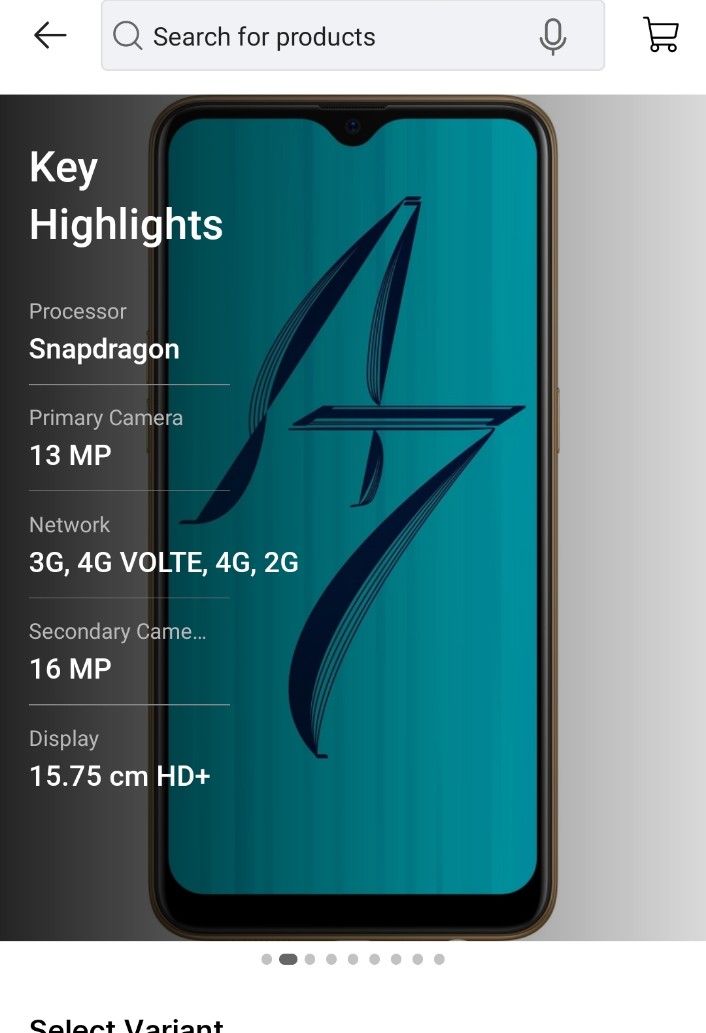 Search for products
Key
Highlights
Processor
Snapdragon
Primary Camera
13 MP
Network
3G, 4G VOLTE, 4G, 2G
Secondary Came...
16 MP
Display
15.75 cm HD+
A7
Select Variant